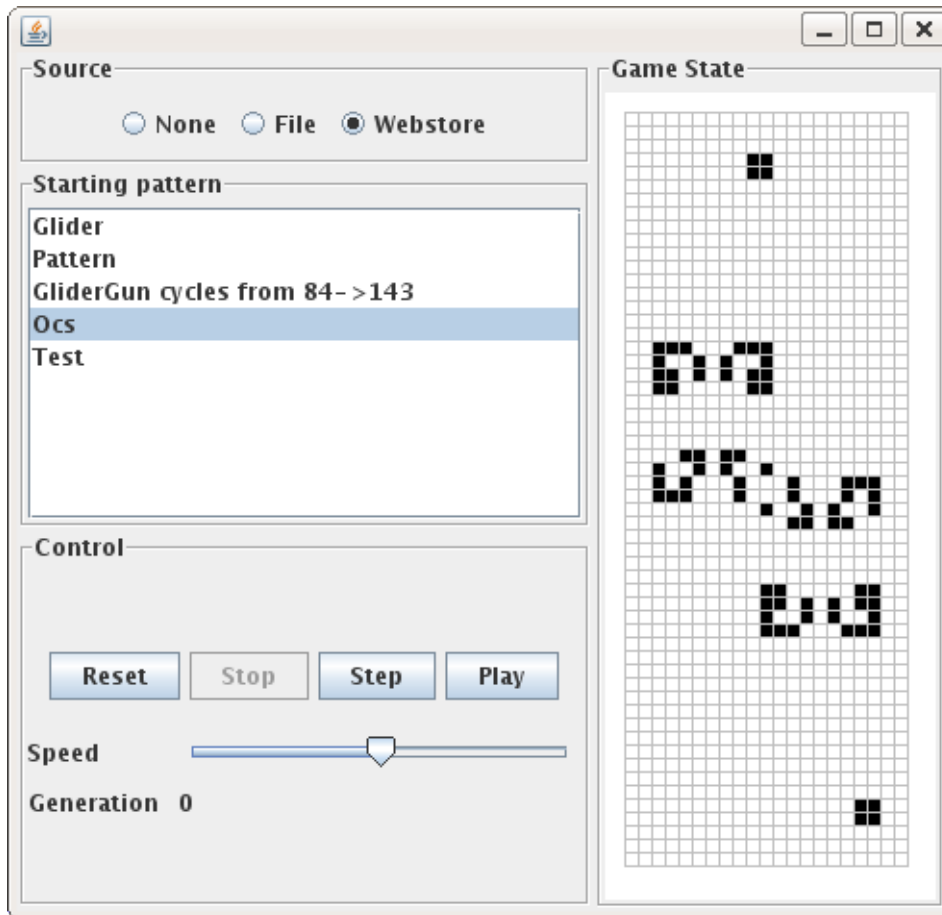 Source
None File Webstore
Starting pattern
Glider
Pattern
GliderGun cycles from 84->143
Ocs
Test
Control
Reset Stop Step Play
Speed
Generation 0
Game State